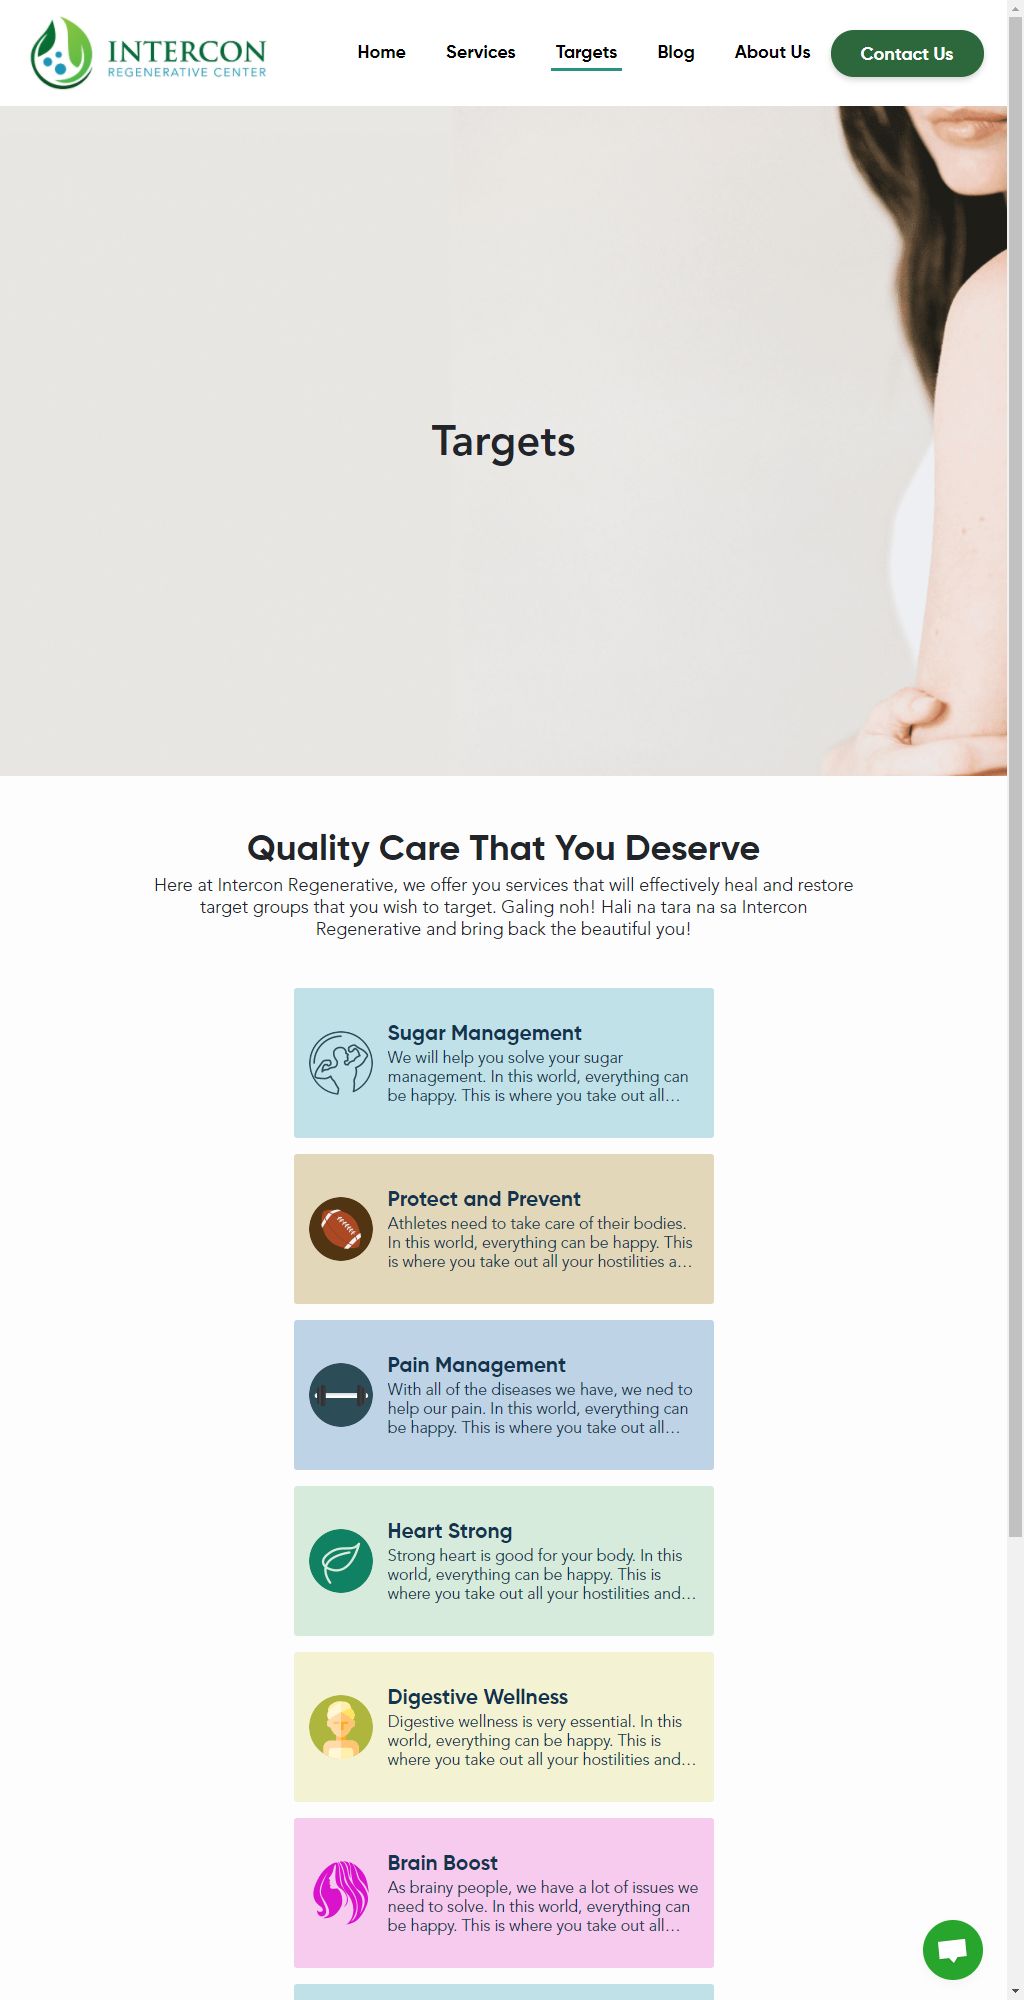 INTERCON
REGENERATIVE CENTER
Home
Services
Targets
Blog
About Us
Contact Us
Targets
Quality Care That You Deserve
Here at Intercon Regenerative, we offer you services that will effectively heal and restore
target groups that you wish to target. Galing noh! Hali na tara na sa Intercon
Regenerative and bring back the beautiful you!
Sugar Management
We will help you solve your sugar
management. In this world, everything can
be happy. This is where you take out all…
Protect and Prevent
Athletes need to take care of their bodies.
In this world, everything can be happy. This
is where you take out all your hostilities a…
Pain Management
With all of the diseases we have, we ned to
help our pain. In this world, everything can
be happy. This is where you take out all…
Heart Strong
Strong heart is good for your body. In this
world, everything can be happy. This is
where you take out all your hostilities and…
Digestive Wellness
Digestive wellness is very essential. In this
world, everything can be happy. This is
where you take out all your hostilities and…
Brain Boost
As brainy people, we have a lot of issues we
need to solve. In this world, everything can
be happy. This is where you take out all…